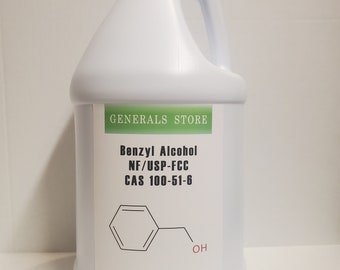 GENERALS STORE
Benzyl Alcohol
NF/USP-FCC
CAS 100-51-6
OH